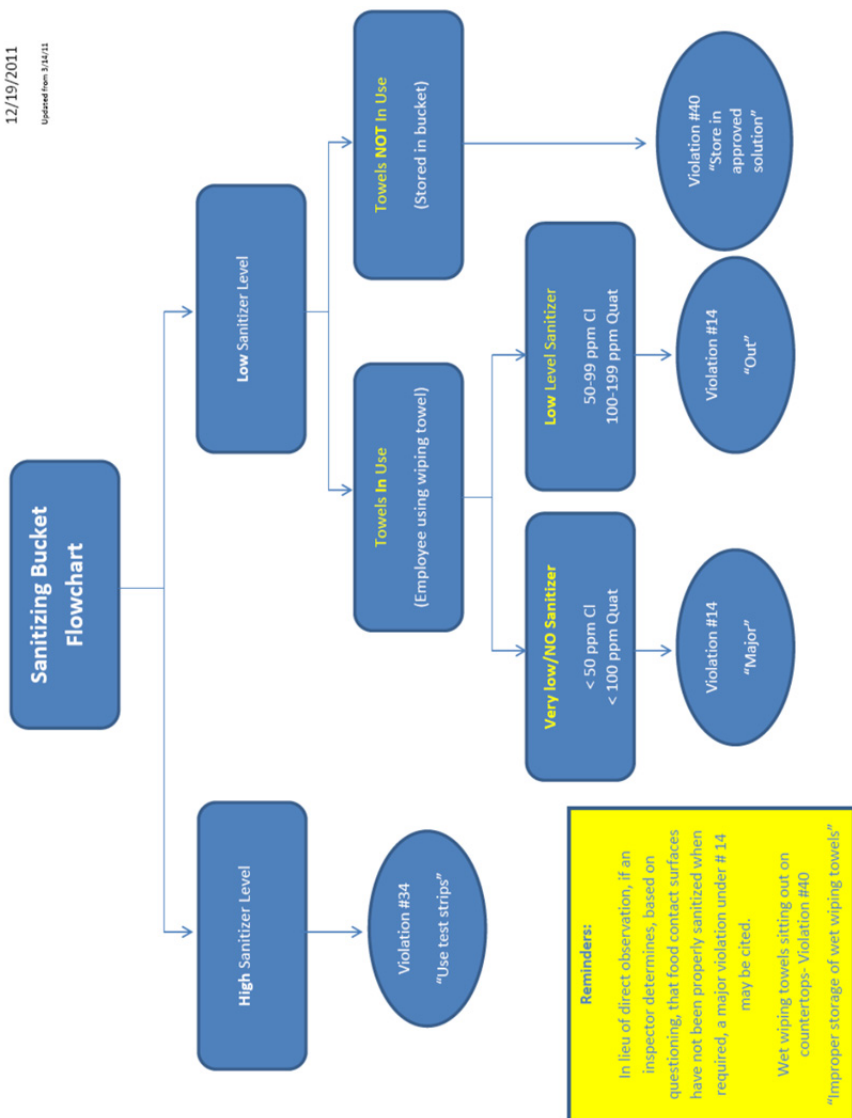 12/19/2011
Updated from 3/14/11
Sanitizing Bucket
Flowchart
High Sanitizer Level
Low Sanitizer Level
Violation #34
“Use test strips”
Towels In Use
(Employee using wiping towel)
Towels NOT In Use
(Stored in bucket)
Very low/NO Sanitizer
< 50 ppm Cl
< 100 ppm Quat
Low Level Sanitizer
50-99 ppm Cl
100-199 ppm Quat
Violation #14
“Major”
Violation #14
“Out”
Violation #40
“Store in
approved
solution”
Reminders:
In lieu of direct observation, if an
inspector determines, based on
questioning, that food contact surfaces
have not been properly sanitized when
required, a major violation under # 14
may be cited.
Wet wiping towels sitting out on
countertops- Violation #40
“Improper storage of wet wiping towels”